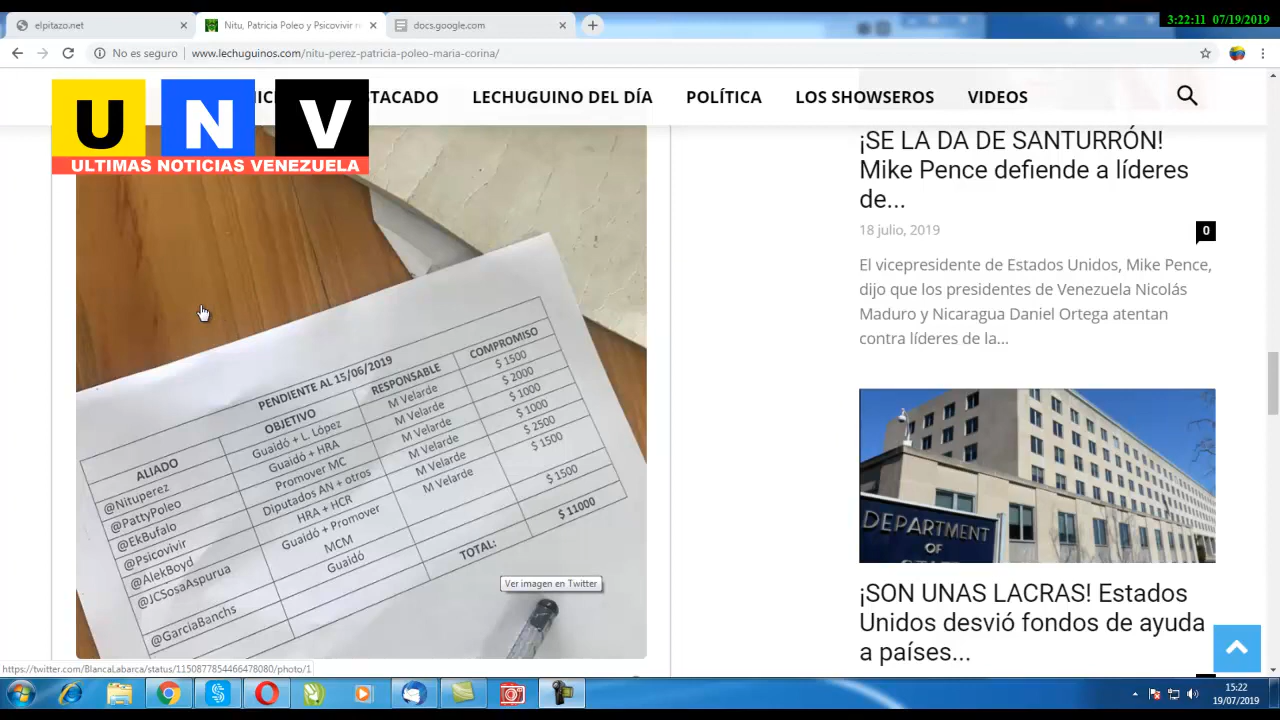 elpitazo.net
Nitu, Patricia Poleo y Psicovivir r
docs.google.com
3:22:11 07/19/2019
No es seguro
www.lechuguinos.com/nitu-perez-patricia-poleo-maria-corina/
TACADO
LECHUGUINO DEL DÍA
POLÍTICA
LOS SHOWSEROS
VIDEOS
U N V
ULTIMAS NOTICIAS VENEZUELA
PENDIENTE AL 15/06/2019
ALIADO OBJETIVO RESPONSABLE COMPROMISO
@Nituperez Guaidó + L. López M Velarde $ 1500
@PattyPoleo Guaidó + HRA M Velarde $ 2000
@EkBufalo Promover MC M Velarde $ 1000
@Psicovivir Diputados AN + otros M Velarde $ 1000
@AlekBoyd HRA + HCR M Velarde $ 2500
@JCSosaAspurua Guaidó + Promover MCM M Velarde $ 1500
@GarciaBanchs Guaidó $ 1500
TOTAL: $ 11000
Ver imagen en Twitter
¡SE LA DA DE SANTURRÓN!
Mike Pence defiende a líderes
de...
18 julio, 2019
0
El vicepresidente de Estados Unidos, Mike Pence,
dijo que los presidentes de Venezuela Nicolás
Maduro y Nicaragua Daniel Ortega atentan
contra líderes de la...
DEPARTMENT
OF
¡SON UNAS LACRAS! Estados
Unidos desvió fondos de ayuda
a países...
https://twitter.com/BlancaLabarca/status/1150877854466478080/photo/1
15:22
19/07/2019